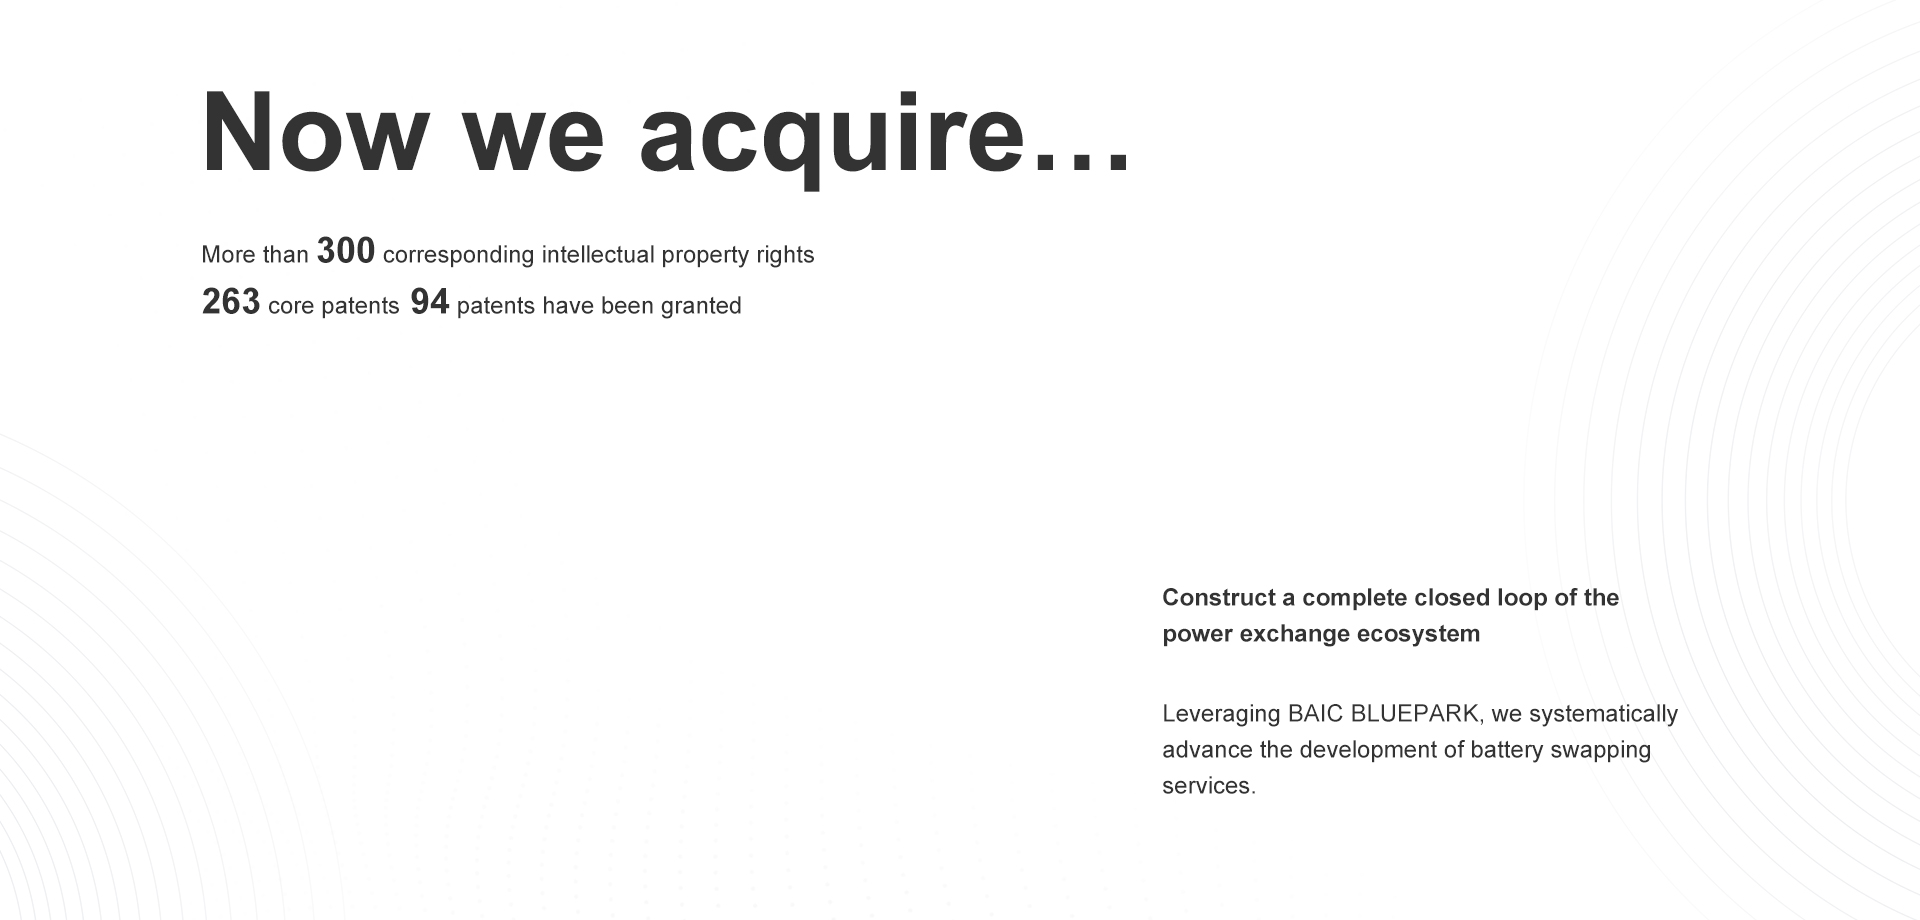 Now we acquire…
More than 300 corresponding intellectual property rights
263 core patents 94 patents have been granted
Construct a complete closed loop of the
power exchange ecosystem
Leveraging BAIC BLUEPARK, we systematically
advance the development of battery swapping
services.